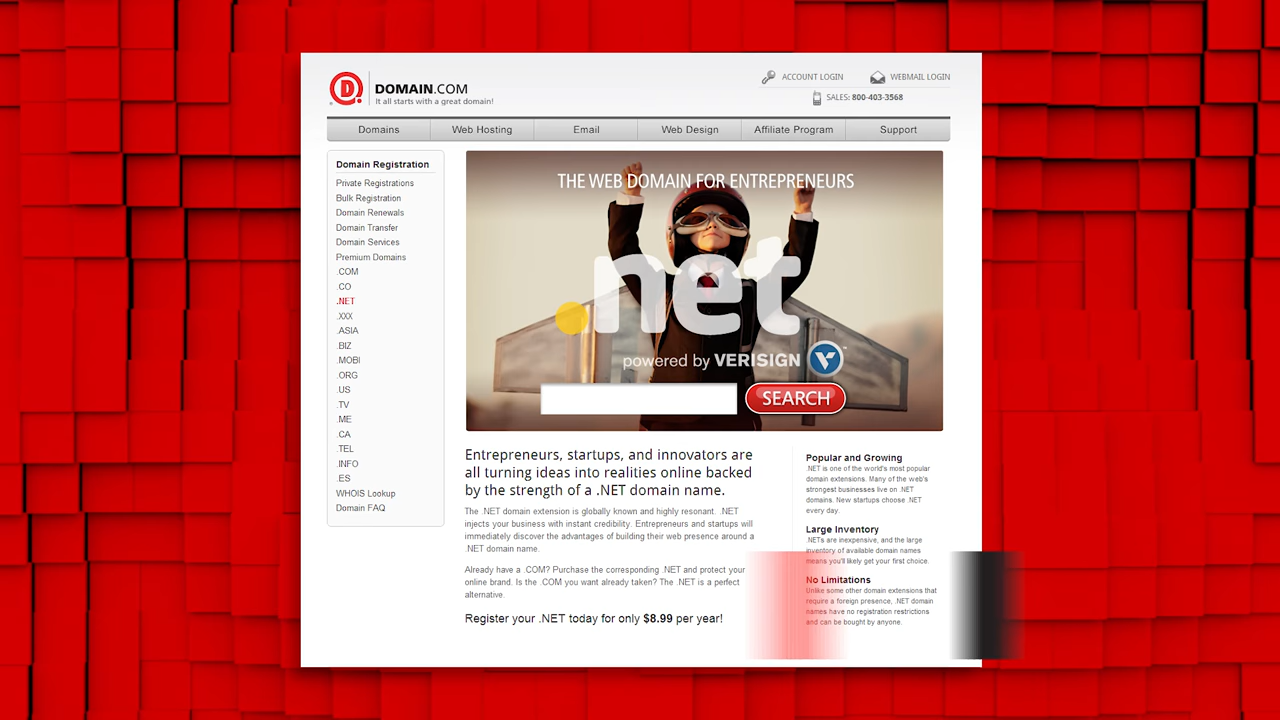 DOMAIN.COM
It all starts with a great domain!
ACCOUNT LOGIN
WEBMAIL LOGIN
SALES: 800-403-3568
Domains
Web Hosting
Email
Web Design
Affiliate Program
Support
Domain Registration
Private Registrations
Bulk Registration
Domain Renewals
Domain Transfer
Domain Services
Premium Domains
.COM
.CO
.NET
.XXX
.ASIA
.BIZ
.MOBI
.ORG
.US
.TV
.ME
.CA
.TEL
.INFO
.ES
WHOIS Lookup
Domain FAQ
THE WEB DOMAIN FOR ENTREPRENEURS
.net
powered by VERISIGN
SEARCH
Entrepreneurs, startups, and innovators are
all turning ideas into realities online backed
by the strength of a .NET domain name.
The .NET domain extension is globally known and highly resonant. .NET
injects your business with instant credibility. Entrepreneurs and startups will
immediately discover the advantages of building their web presence around a
.NET domain name.
Already have a .COM? Purchase the corresponding .NET and protect your
online brand. Is the .COM you want already taken? The .NET is a perfect
alternative.
Register your .NET today for only $8.99 per year!
Popular and Growing
.NET is one of the world's most popular
domain extensions. Many of the web's
strongest businesses live on .NET
domains. New startups choose .NET
every day.
Large Inventory
.NETs are inexpensive, and the large
inventory of available domain names
means you'll likely get your first choice.
No Limitations
Unlike some other domain extensions that
require a foreign presence, .NET domain
names have no registration restrictions
and can be bought by anyone.